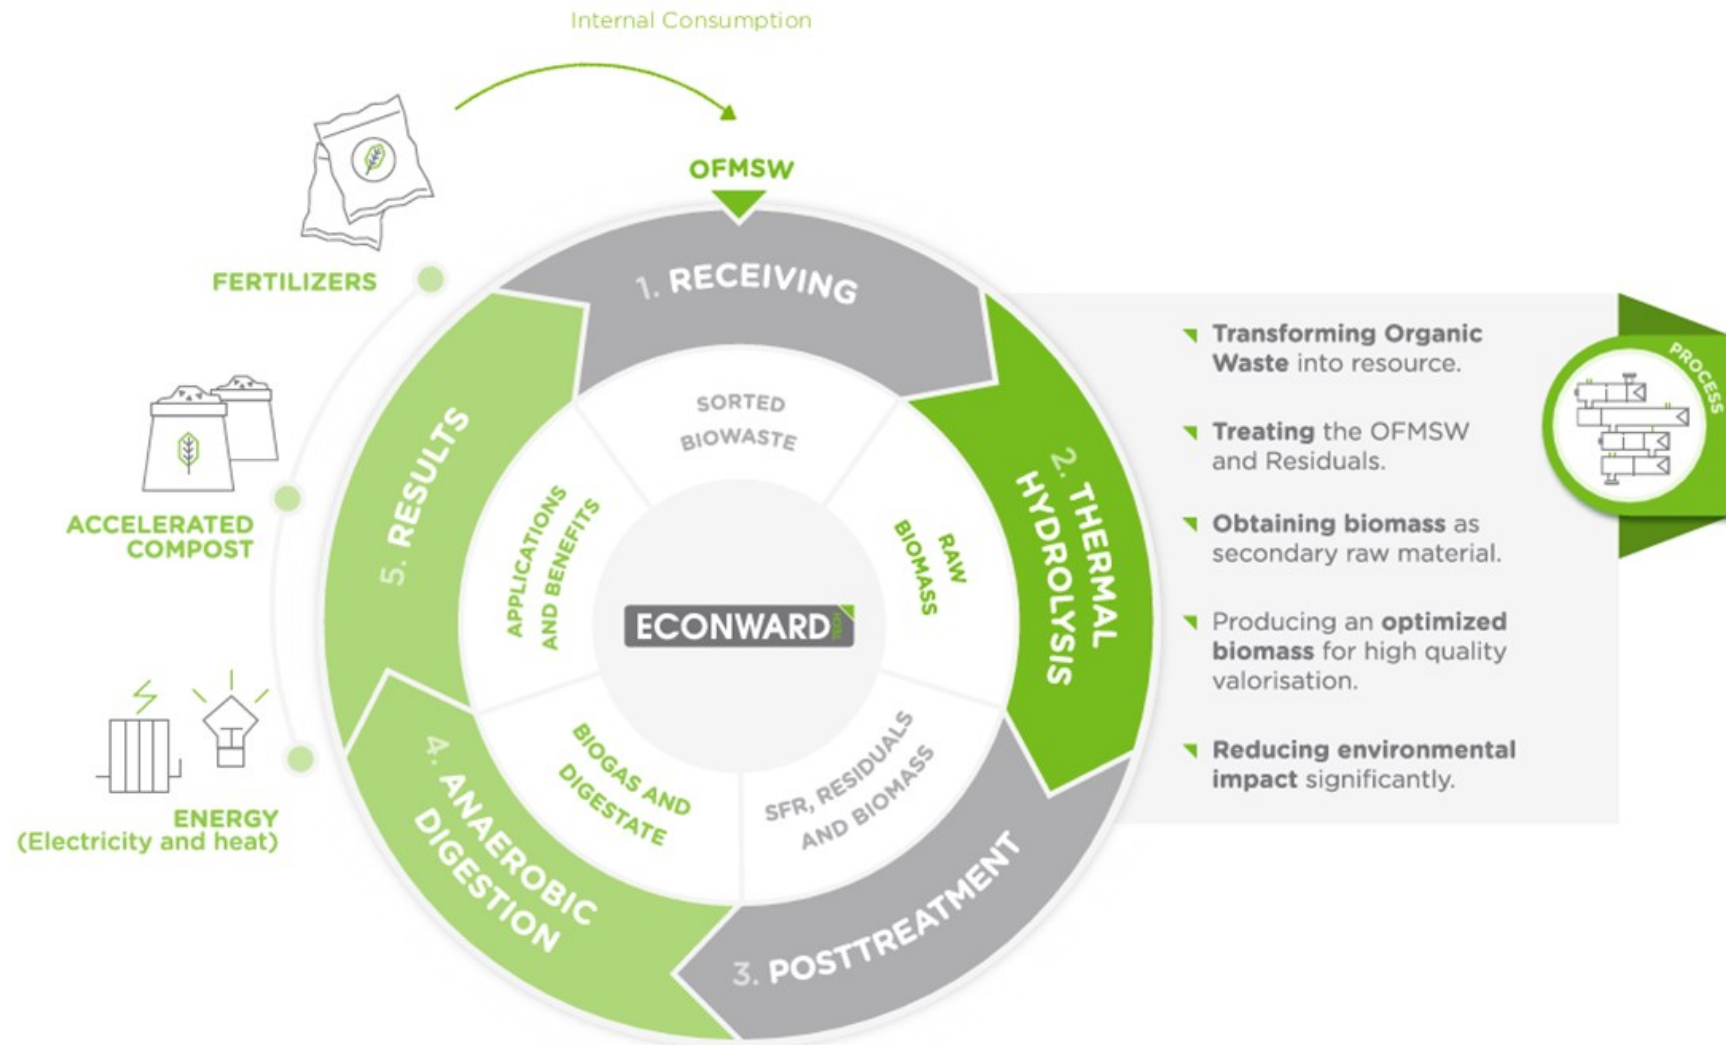 Internal Consumption
OFMSW
FERTILIZERS
ACCELERATED
COMPOST
ENERGY
(Electricity and heat)
1. RECEIVING
SORTED
BIOWASTE
2. THERMAL
HYDROLYSIS
RAW
BIOMASS
3. POSTTREATMENT
SFR, RESIDUALS
AND BIOMASS
4. ANAEROBIC
DIGESTION
BIOGAS AND
DIGESTATE
5. RESULTS
APPLICATIONS
AND BENEFITS
ECONWARD TECH
Transforming Organic
Waste into resource.
Treating the OFMSW
and Residuals.
Obtaining biomass as
secondary raw material.
Producing an optimized
biomass for high quality
valorisation.
Reducing environmental
impact significantly.
PROCESS